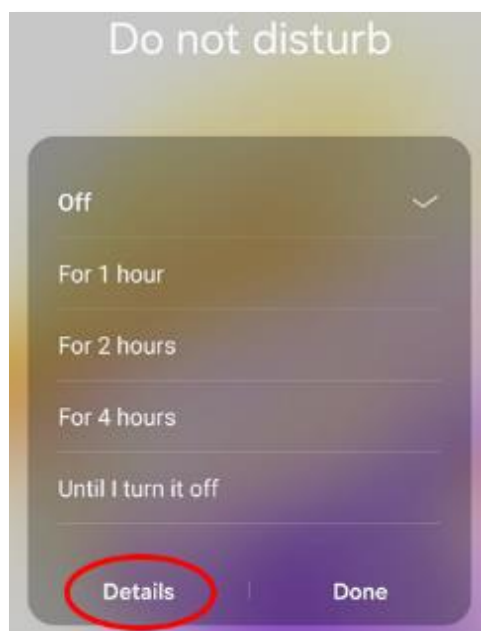 Do not disturb
Off
For 1 hour
For 2 hours
For 4 hours
Until I turn it off
Details
Done